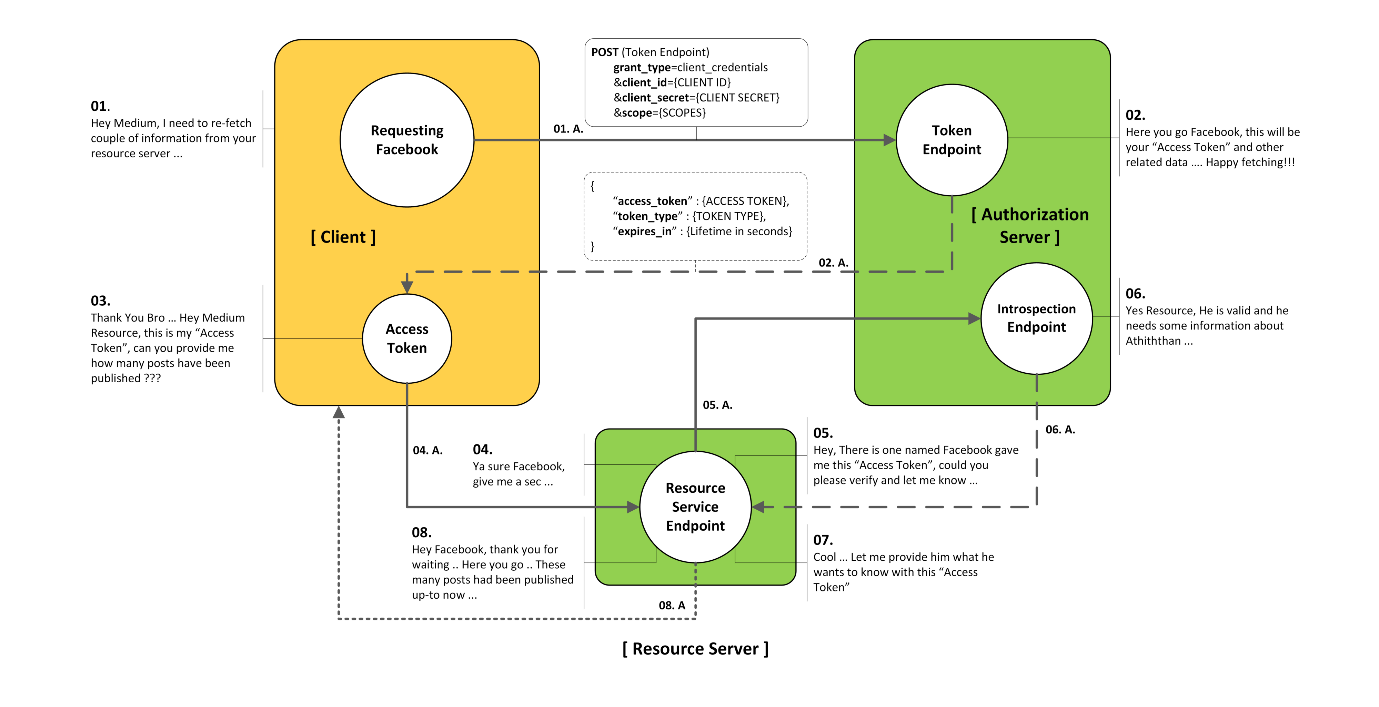 01.
Hey Medium, I need to re-fetch
couple of information from your
resource server ...
Requesting
Facebook
[ Client ]
01. A.
POST (Token Endpoint)
grant_type=client_credentials
&client_id={CLIENT ID}
&client_secret={CLIENT SECRET}
&scope={SCOPES}
Token
Endpoint
02.
Here you go Facebook, this will be
your “Access Token” and other
related data .... Happy fetching!!!
[ Authorization
Server ]
{
“access_token” : {ACCESS TOKEN},
“token_type” : {TOKEN TYPE},
“expires_in” : {Lifetime in seconds}
}
02. A.
03.
Thank You Bro ... Hey Medium
Resource, this is my “Access
Token”, can you provide me
how many posts have been
published ???
Access
Token
Introspection
Endpoint
06.
Yes Resource, He is valid and he
needs some information about
Athiththan ...
05. A.
04. A.
04.
Ya sure Facebook,
give me a sec ...
Resource
Service
Endpoint
05.
Hey, There is one named Facebook gave
me this “Access Token”, could you
please verify and let me know ...
06. A.
08.
Hey Facebook, thank you for
waiting .. Here you go .. These
many posts had been published
up-to now ...
07.
Cool ... Let me provide him what he
wants to know with this “Access
Token”
08. A
[ Resource Server ]